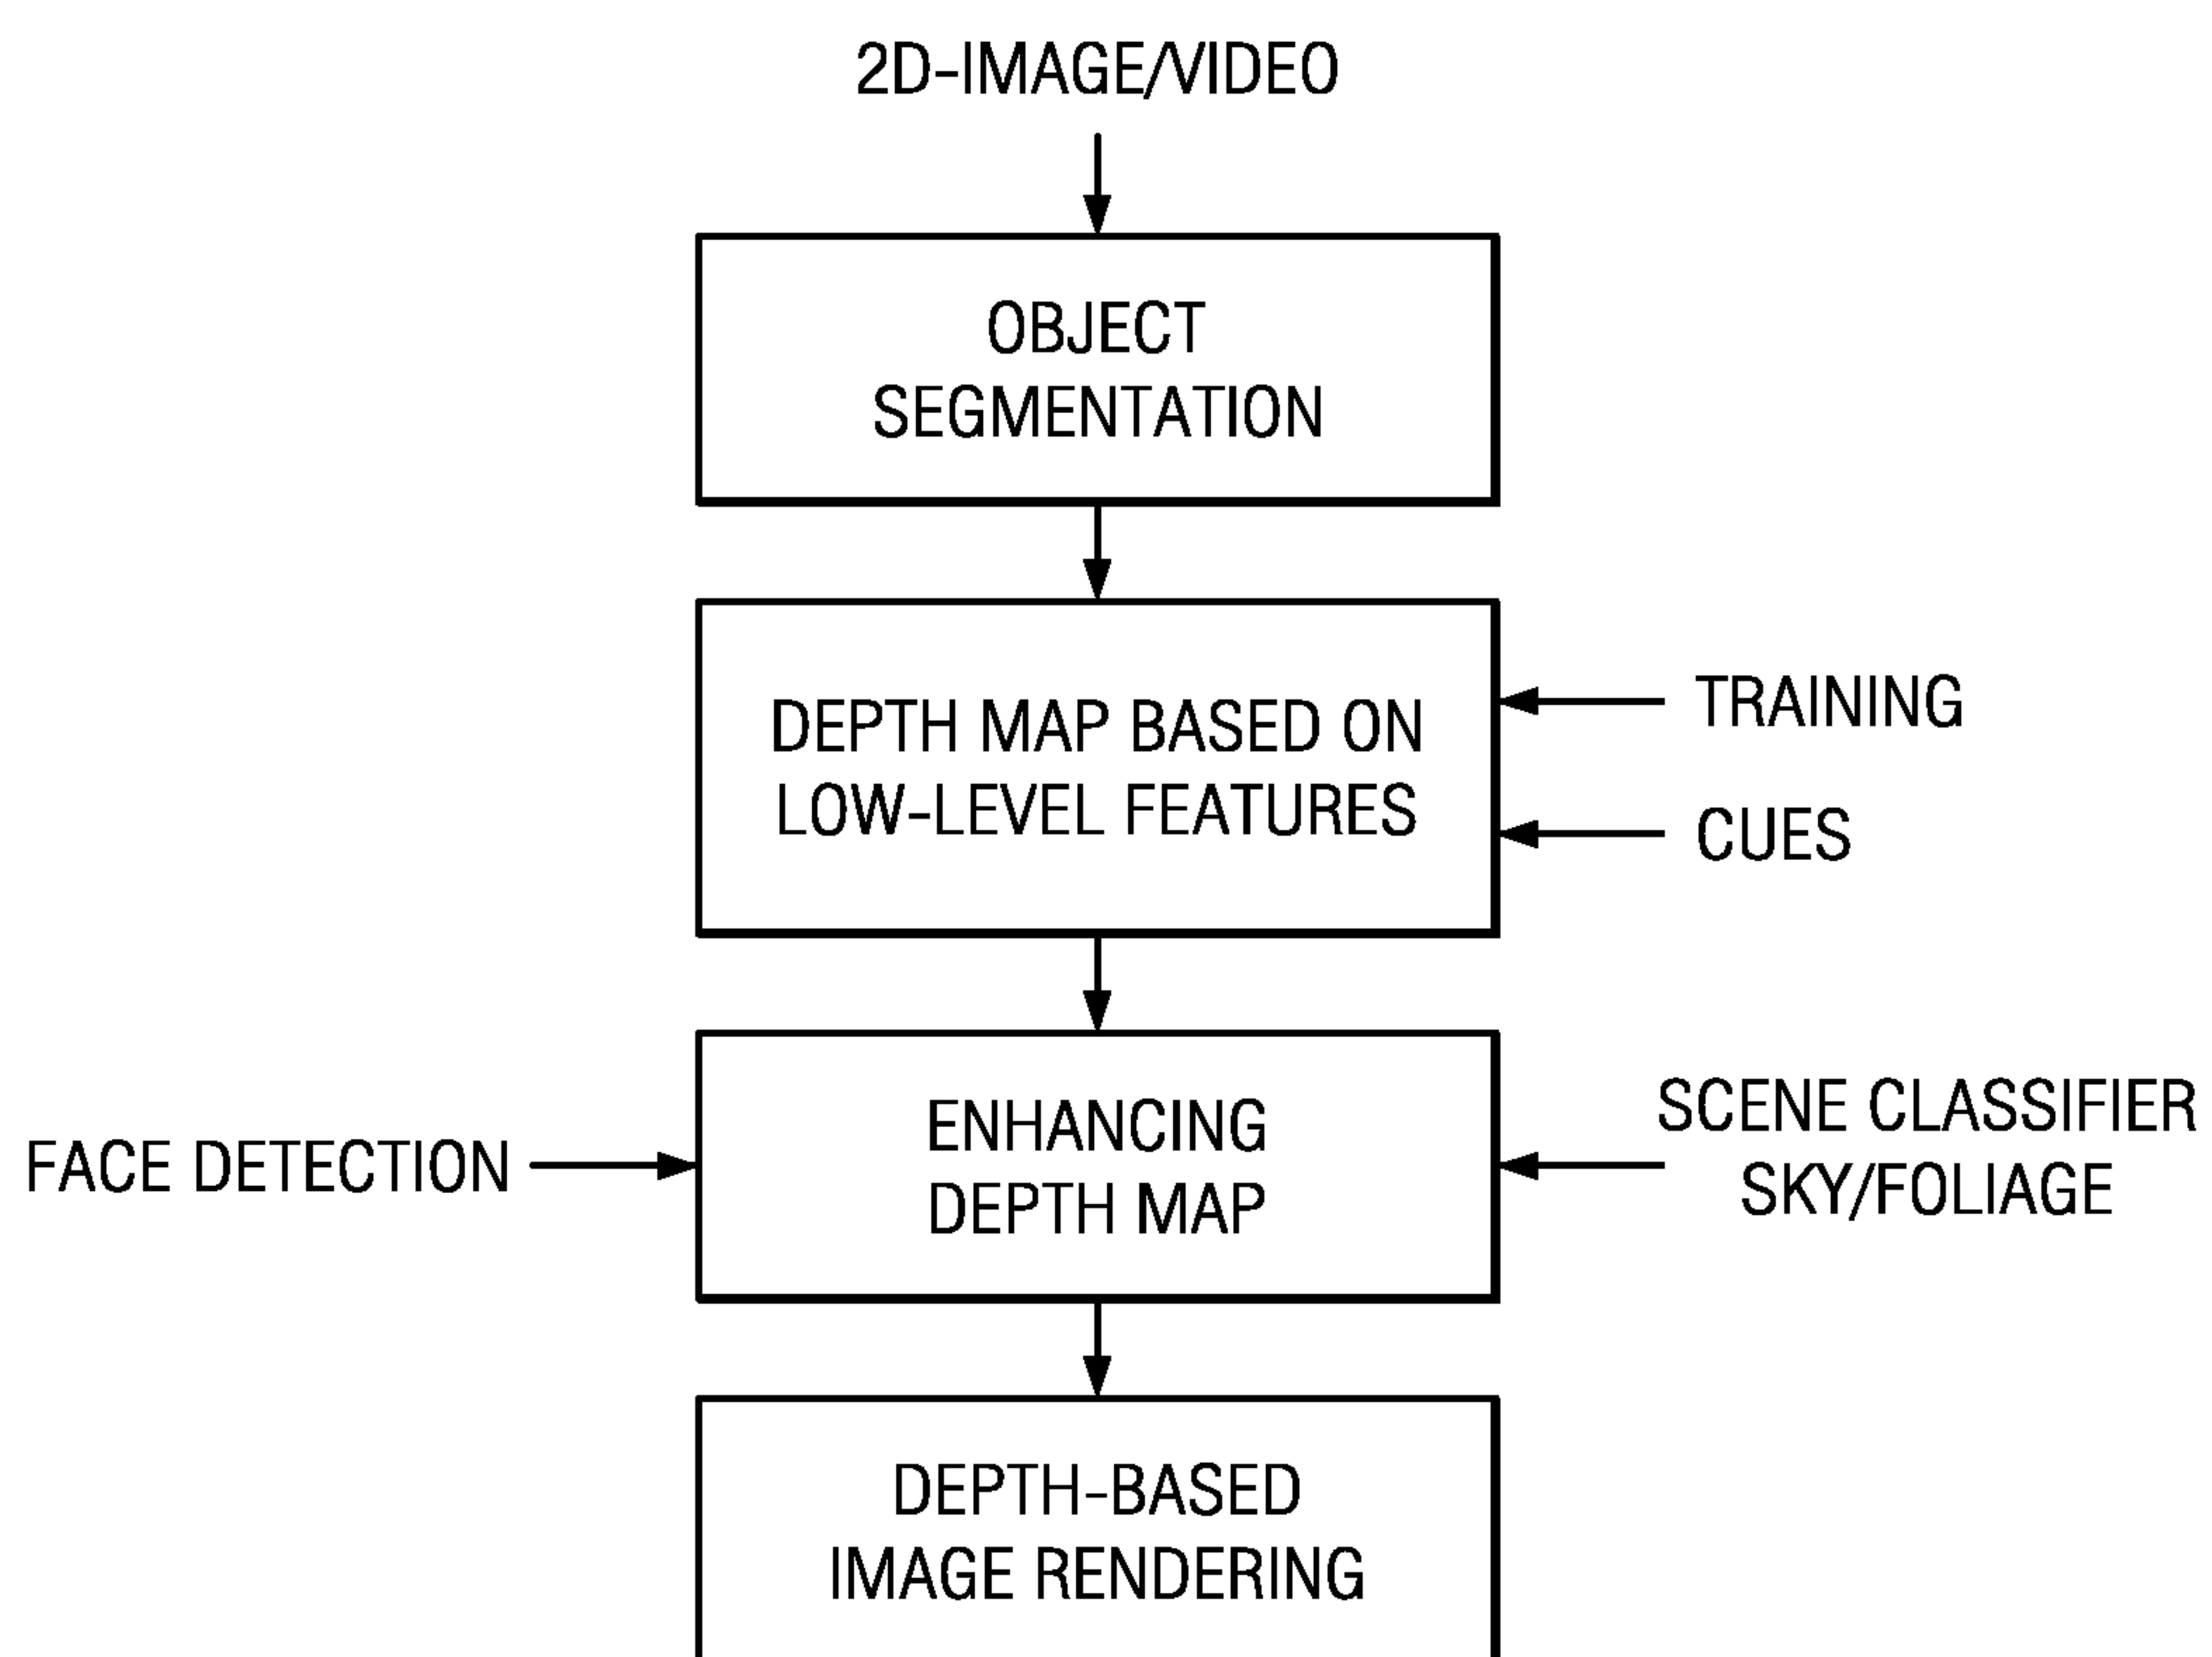 2D-IMAGE/VIDEO
OBJECT
SEGMENTATION
DEPTH MAP BASED ON
LOW-LEVEL FEATURES
TRAINING
CUES
FACE DETECTION
ENHANCING
DEPTH MAP
SCENE CLASSIFIER
SKY/FOLIAGE
DEPTH-BASED
IMAGE RENDERING